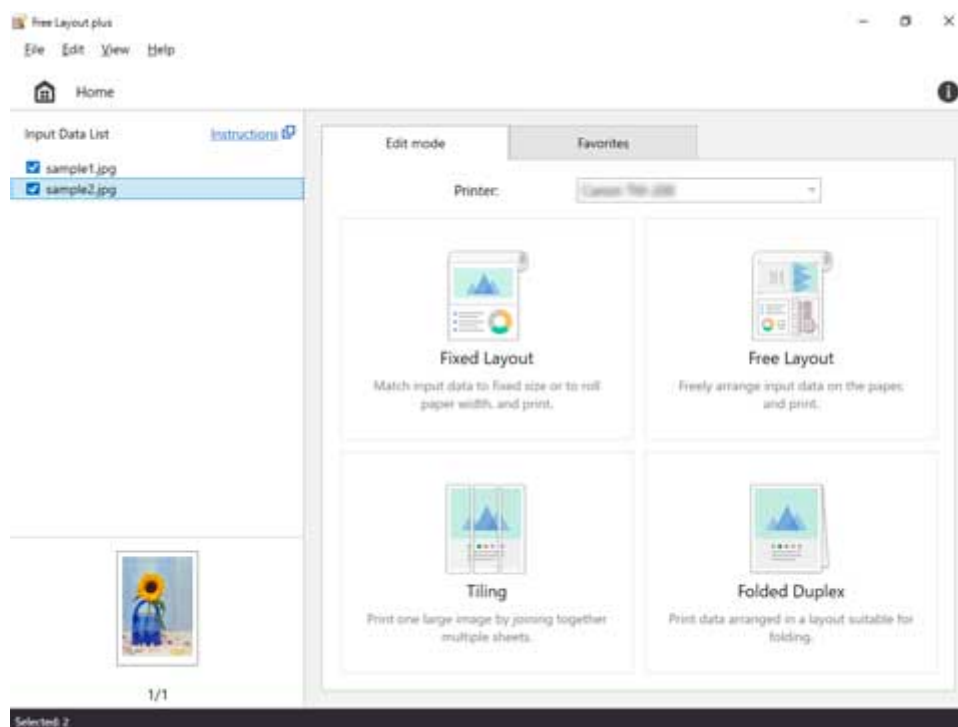 Free Layout plus
File Edit View Help
Home
Input Data List Instructions
sample1.jpg
sample2.jpg
Edit mode Favorites
Printer:
Fixed Layout
Match input data to fixed size or to roll
paper width, and print.
Free Layout
Freely arrange input data on the paper,
and print.
Tiling
Print one large image by joining together
multiple sheets.
Folded Duplex
Print data arranged in a layout suitable for
folding.
1/1
Selected: 2